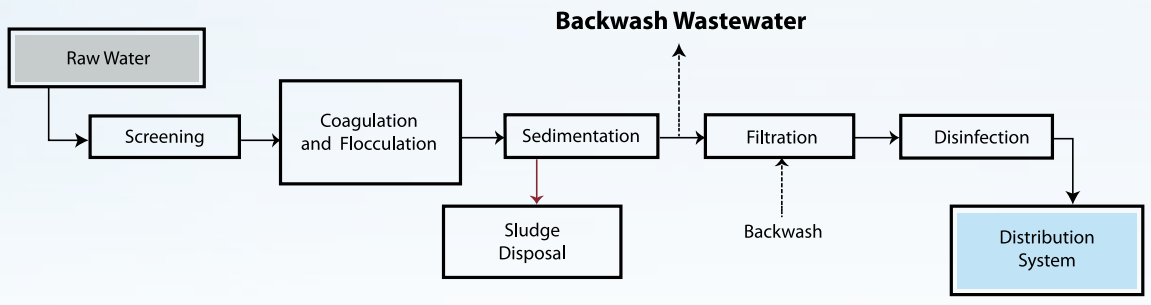 Backwash Wastewater
Raw Water
Screening
Coagulation
and Flocculation
Sedimentation
Filtration
Disinfection
Sludge
Disposal
Backwash
Distribution
System